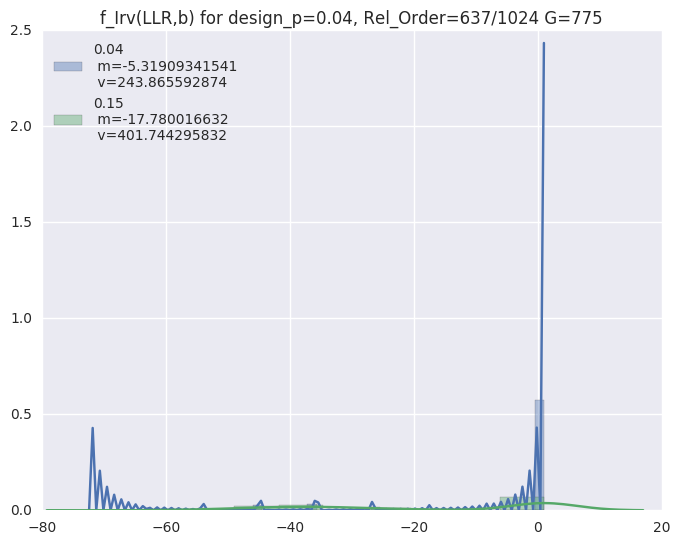 f_Irv(LLR,b) for design_p=0.04, Rel_Order=637/1024 G=775
2.5
2.0
1.5
1.0
0.5
0.0
0.04
m=-5.31909341541
v=243.865592874
0.15
m=-17.780016632
v=401.744295832
−80
−60
−40
−20
0
20